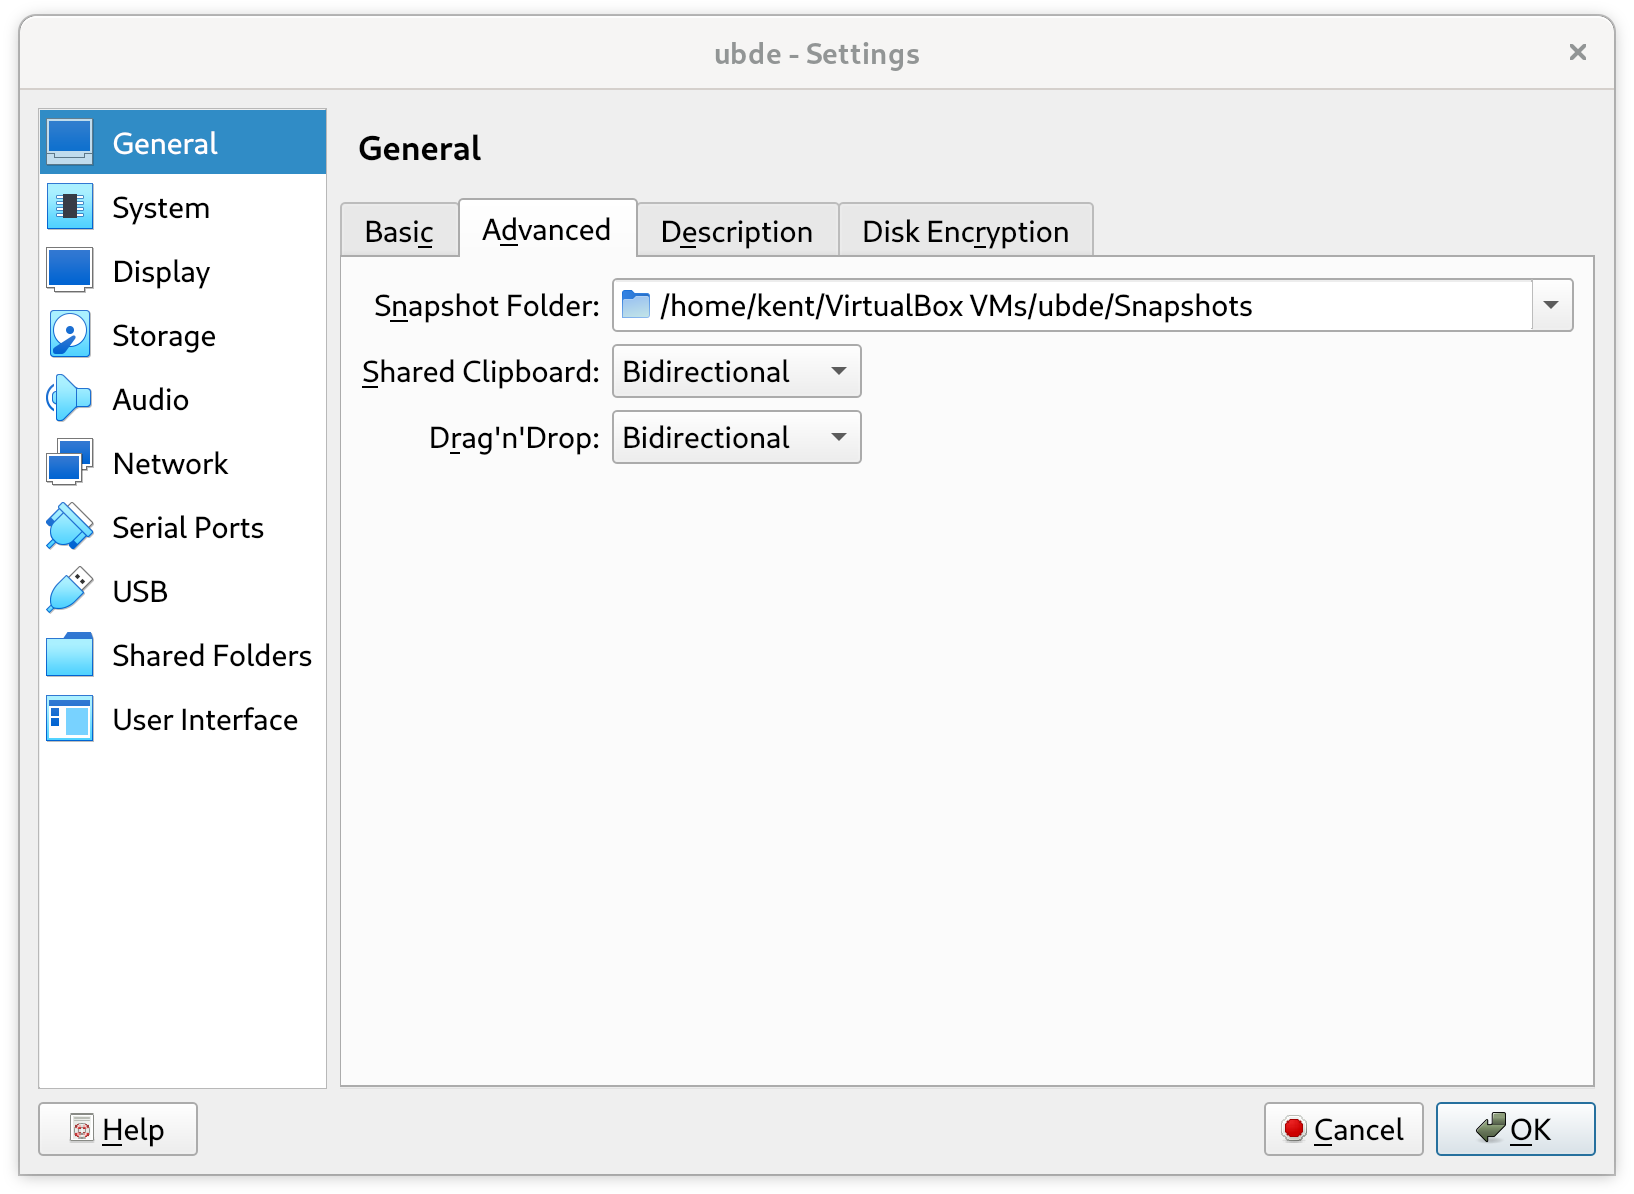 ubde - Settings
General
System
Display
Storage
Audio
Network
Serial Ports
USB
Shared Folders
User Interface
General
Basic
Advanced
Description
Disk Encryption
Snapshot Folder: /home/kent/VirtualBox VMs/ubde/Snapshots
Shared Clipboard: Bidirectional
Drag'n'Drop: Bidirectional
Help
Cancel
OK